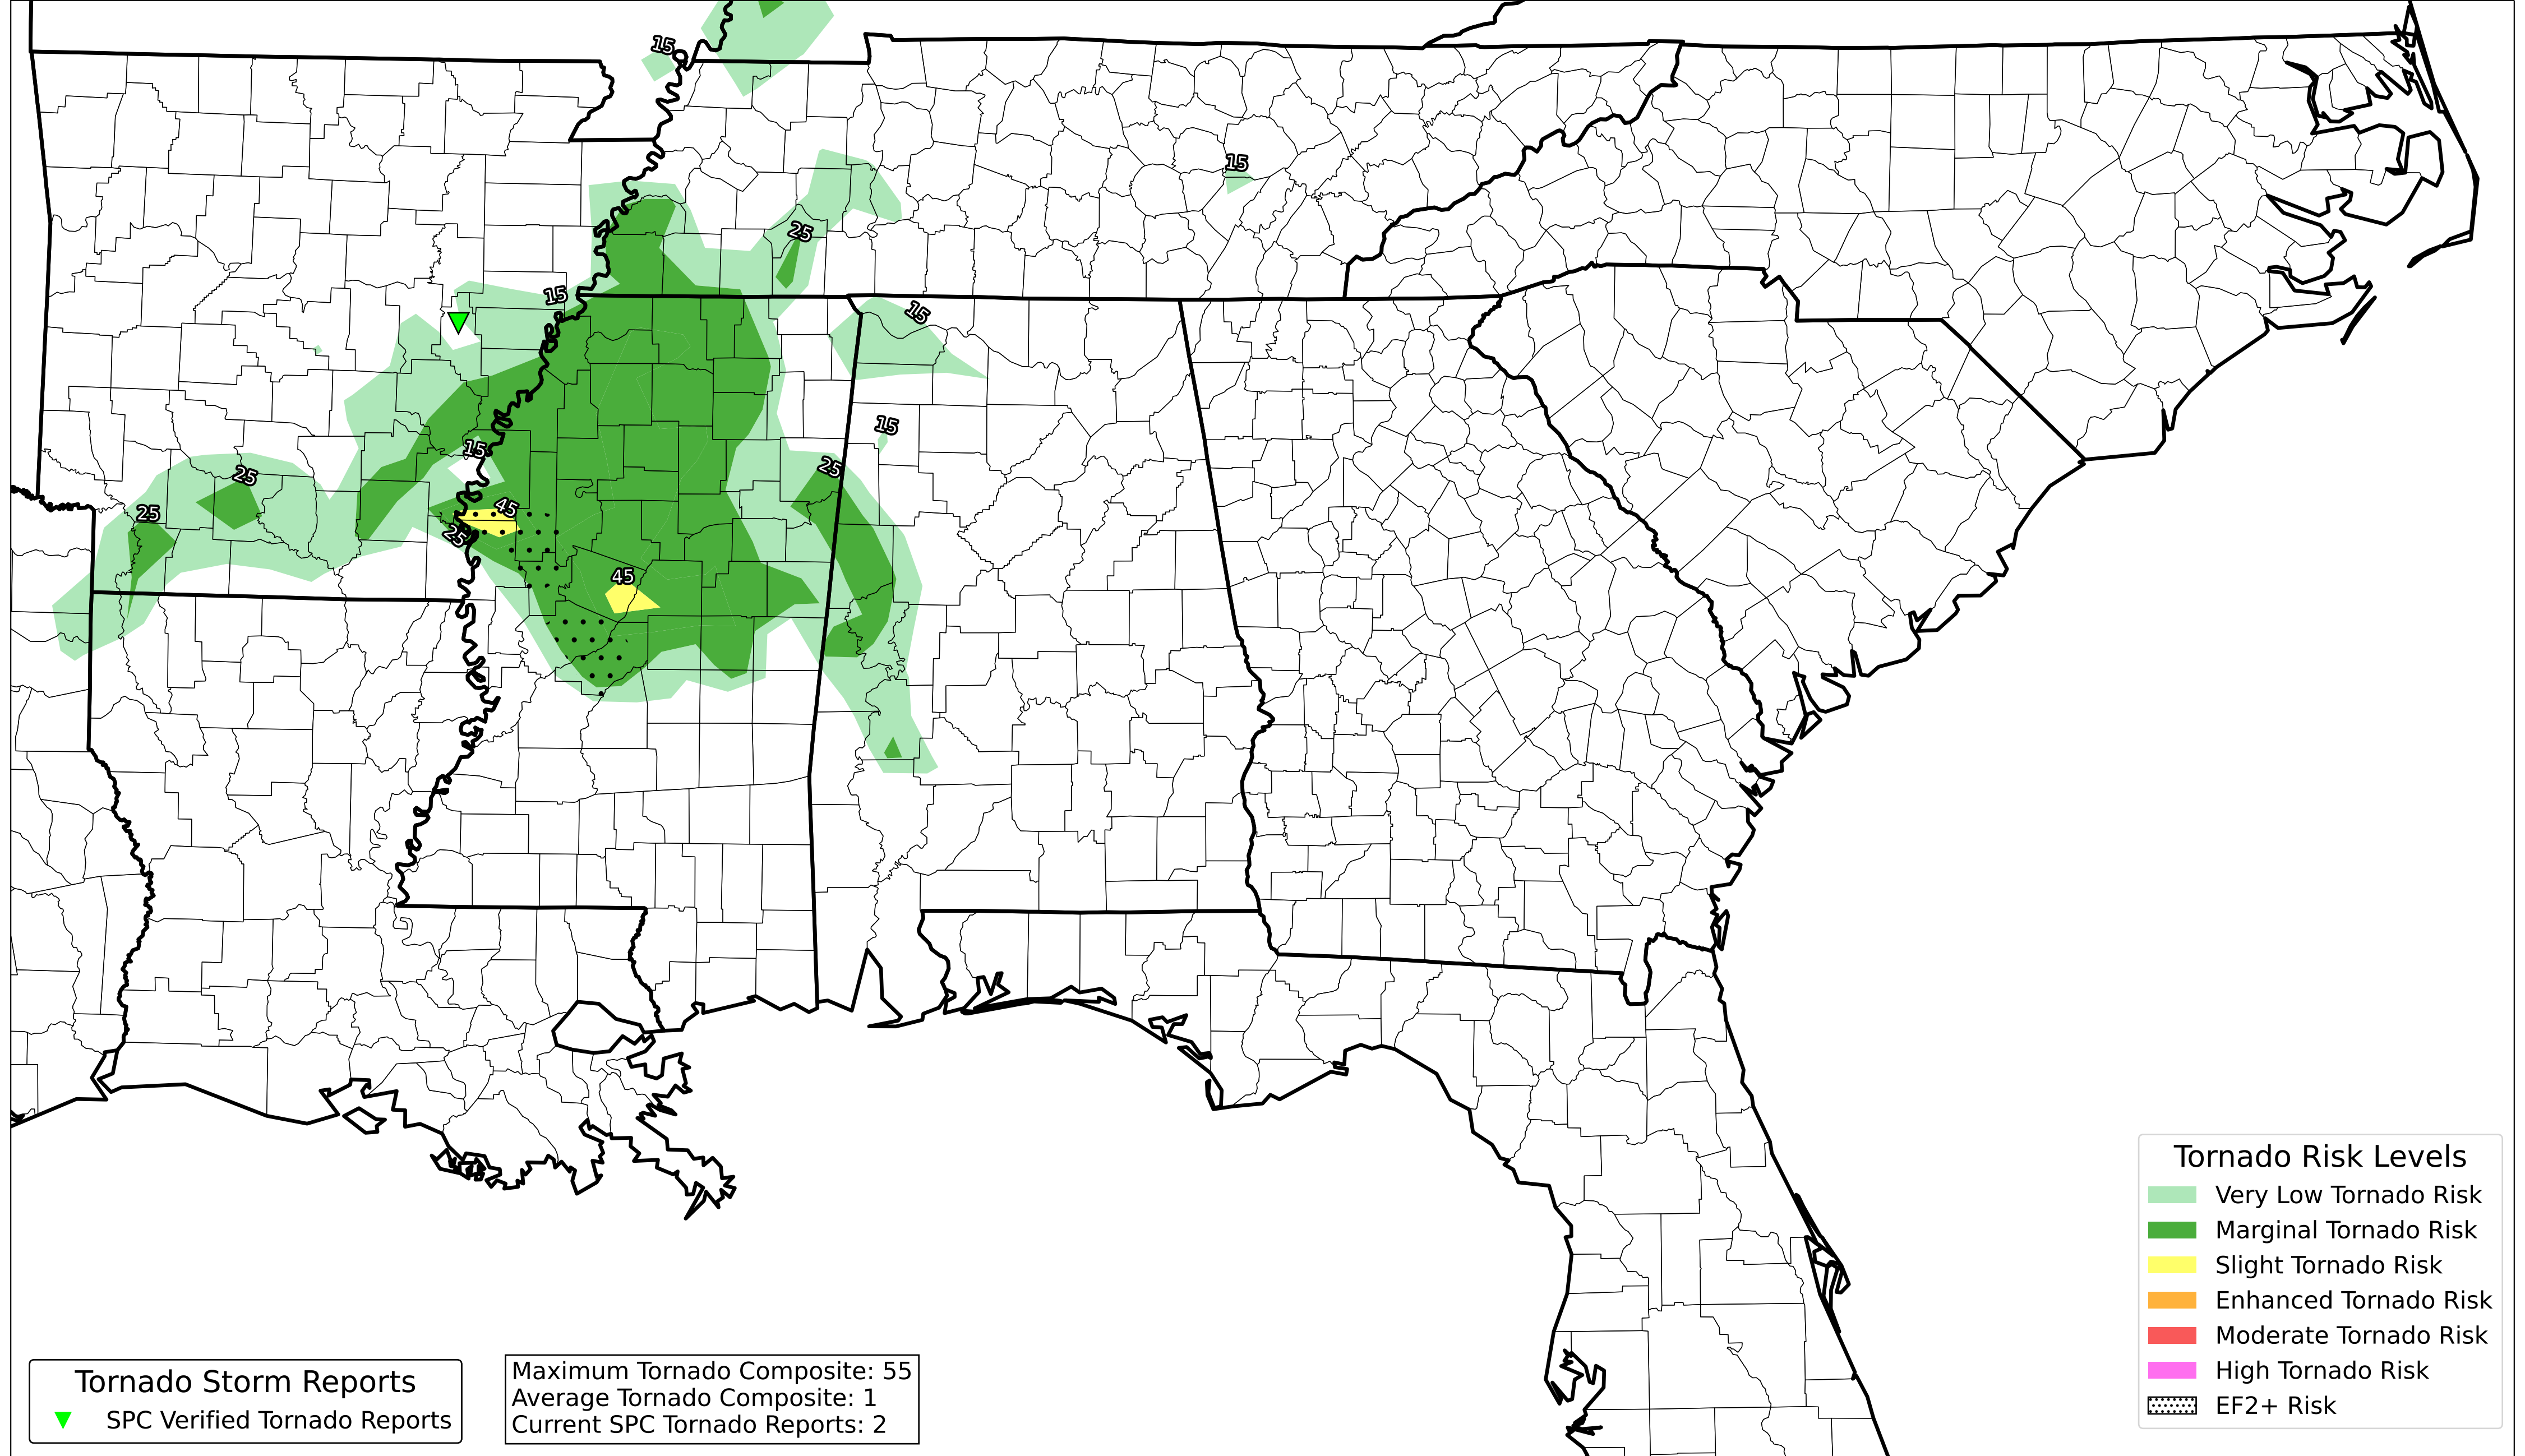 15
15
25
15
15
15
25
15
25
45
25
25
45
Tornado Risk Levels
Very Low Tornado Risk
Marginal Tornado Risk
Slight Tornado Risk
Enhanced Tornado Risk
Moderate Tornado Risk
High Tornado Risk
EF2+ Risk
Tornado Storm Reports
SPC Verified Tornado Reports
Maximum Tornado Composite: 55
Average Tornado Composite: 1
Current SPC Tornado Reports: 2